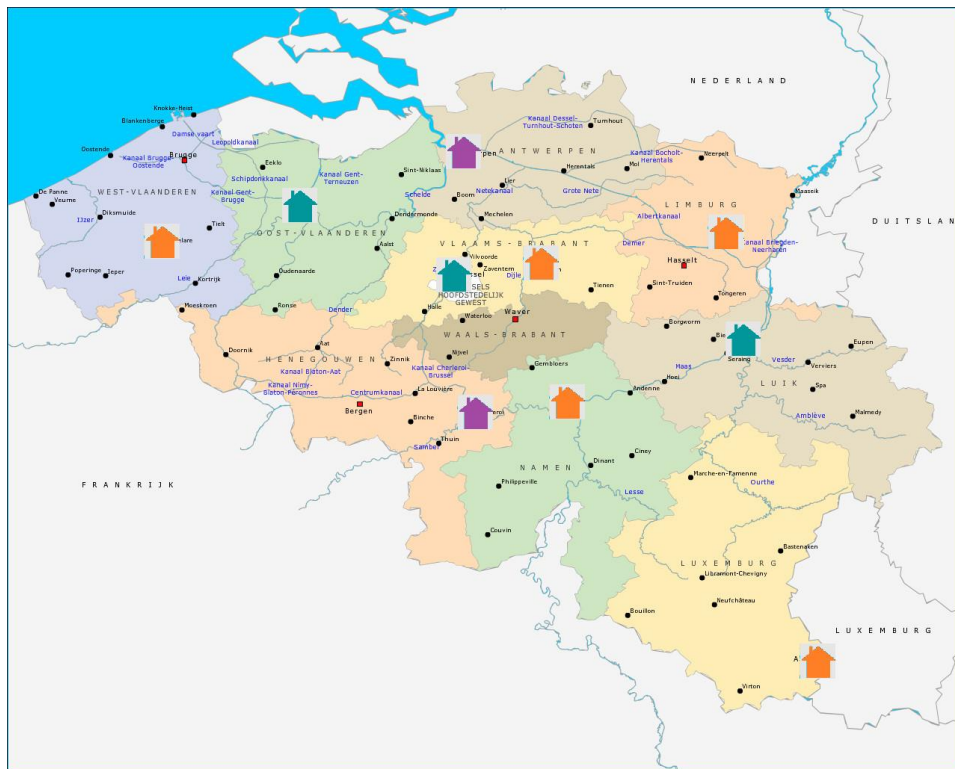 NEDERLAND
Knokke-Heist
Blankenberge
Damse vaart
Leopoldkanaal
Kanaal Dessel-
Turnhout-Schoten
Turnhout
Oostende
Brugge
Kanaal Brugge-
Oostende
Eeklo
Schipdonkkanaal
Kanaal Gent-
Terneuzen
Sint-Niklaas
ANTWERPEN
Kanaal Bocholt-
Herentals
Neerpelt
Herentals
Mol
Lier
Netekanaal
Grote Nete
De Panne
Veurne
WEST-VLAANDEREN
Kanaal Gent-
Brugge
Schelde
Boom
Maaseik
LIMBURG
IJzer
Diksmuide
Tielt
OOST-VLAANDEREN
Dendermonde
Mechelen
Albertkanaal
DUITSLAN
Aalst
VLAAMS-BRABANT
Demer
Kanaal Briegden-
Neerharen
Vilvoorde
Zaventem
Dijle
Hasselt
Poperinge
Ieper
Leie
Kortrijk
Oudenaarde
Tienen
Sint-Truiden
Tongeren
HOOFDSTEDELIJK
GEWEST
Moeskroen
Ronse
Dender
Halle
Waterloo
Waver
WAALS-BRABANT
Borgworm
Doornik
Aat
HENEGOUWEN
Zinnik
Nijvel
Kanaal Blaton-Aat
Kanaal Charleroi-
Brussel
Gembloers
Maas
Seraing
Vesder
Eupen
Verviers
Hoei
LUIK
Spa
Kanaal Nimy-
Blaton-Péronnes
Centrumkanaal
La Louvière
Andenne
Bergen
Binche
Amblève
Malmedy
Thuin
Samber
Ciney
Dinant
NAMEN
FRANKRIJK
Philippeville
Marche-en-Famenne
Ourthe
Lesse
Couvin
Bastenaken
LUXEMBURG
Libramont-Chevigny
Neufchâteau
Bouillon
LUXEMBURG
Virton